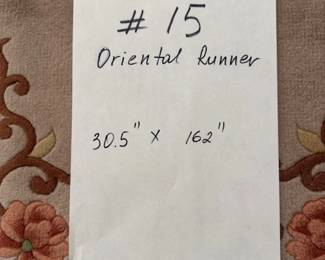 # 15
Oriental Runner
30.5" x 162"